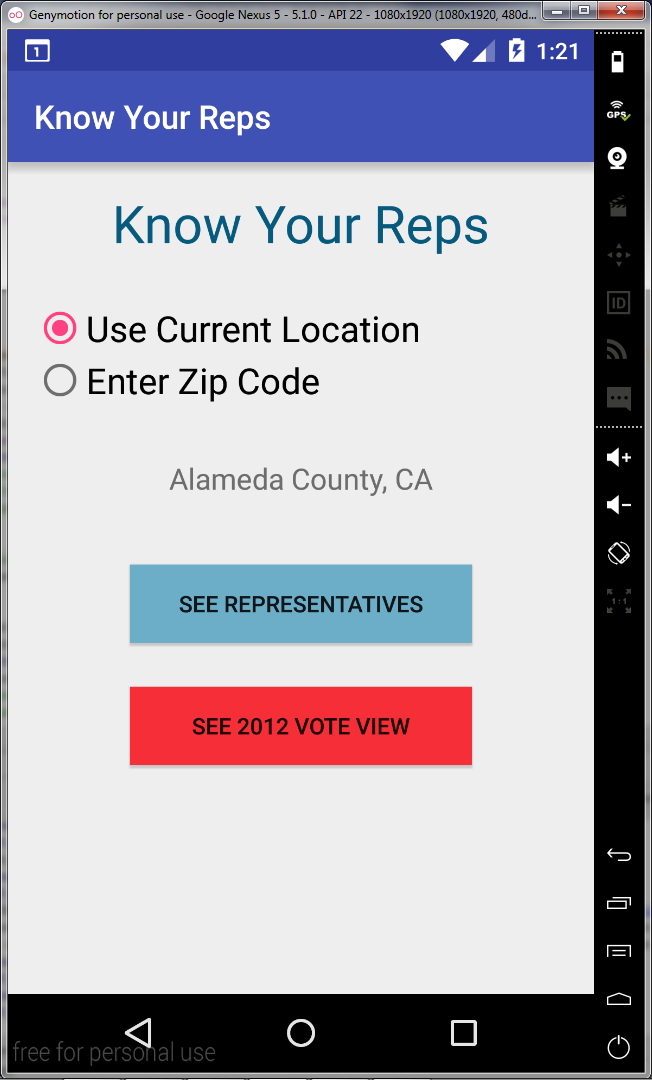 Genymotion for personal use - Google Nexus 5 - 5.1.0 - API 22 - 1080x1920 (1080x1920, 480d...
1
1:21
GPS
Know Your Reps
Know Your Reps
ID
Use Current Location
Enter Zip Code
Alameda County, CA
SEE REPRESENTATIVES
1:1
SEE 2012 VOTE VIEW
free for personal use